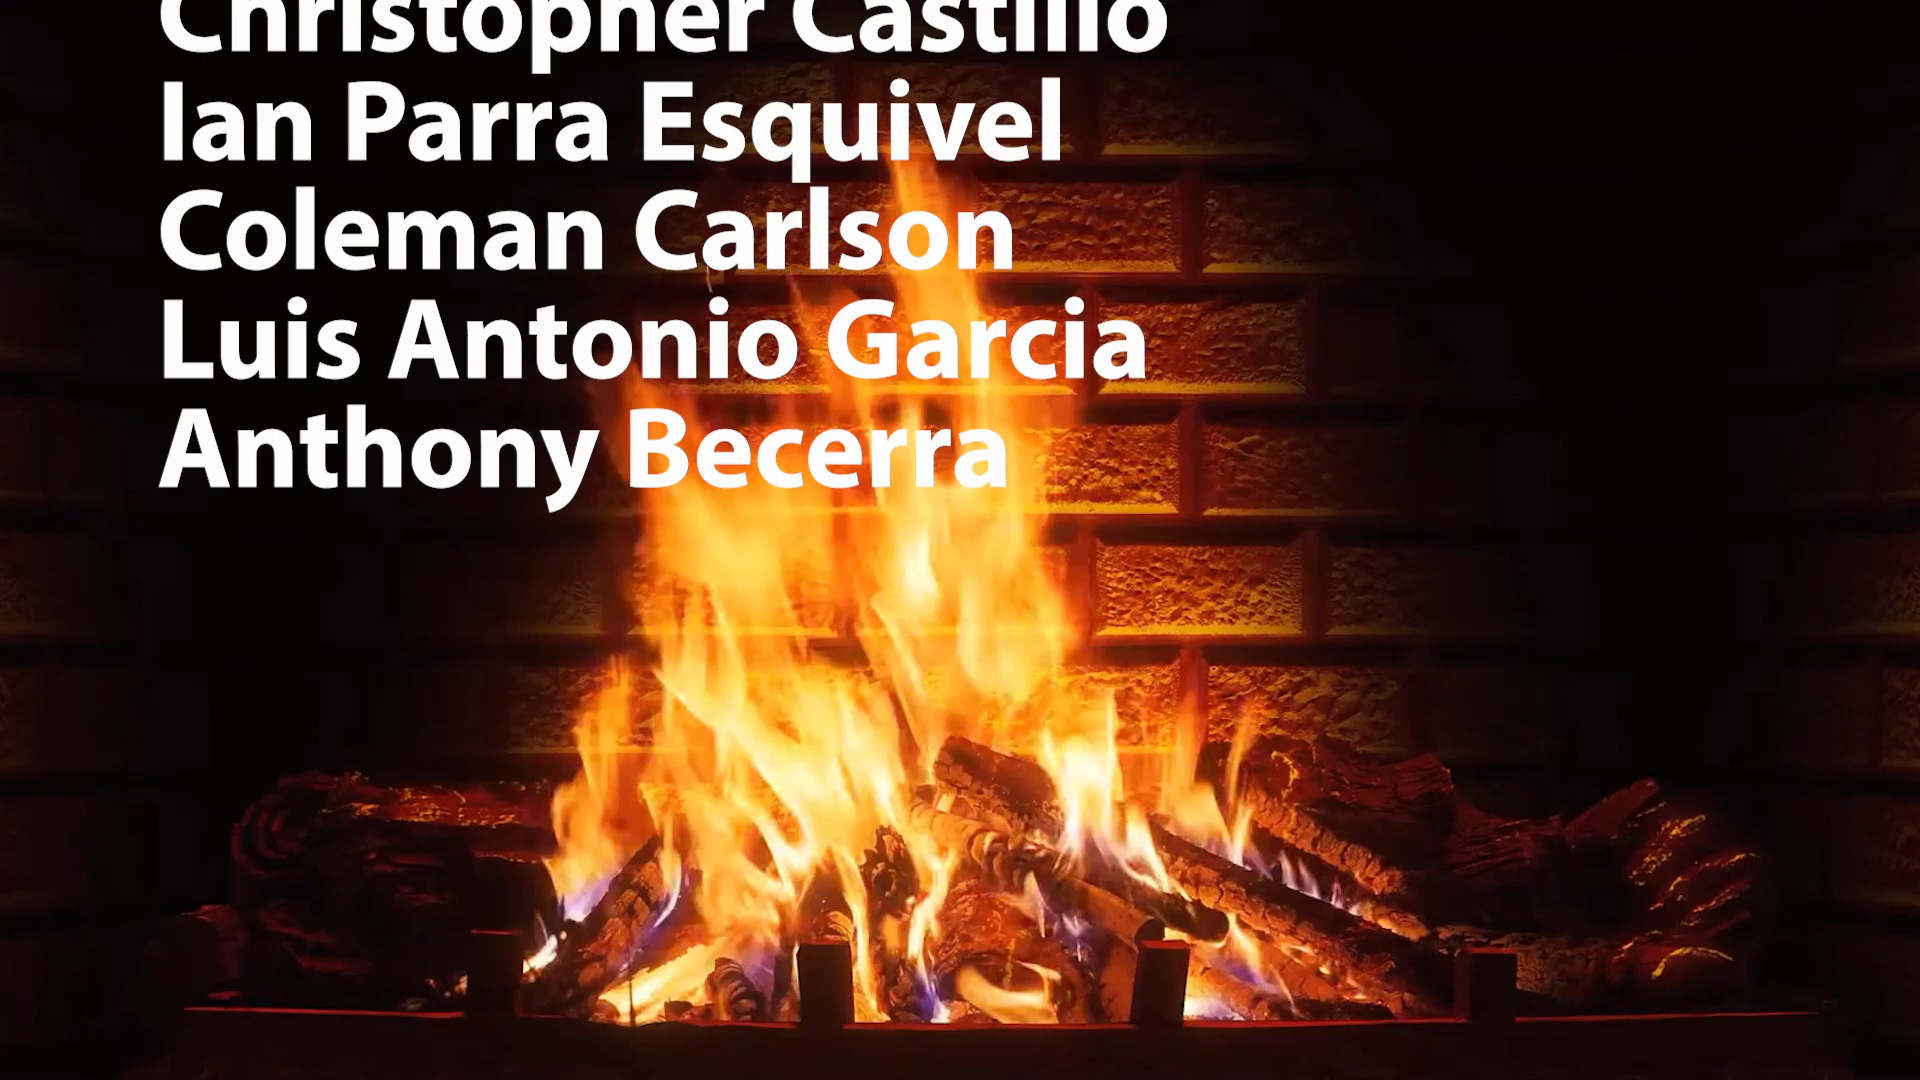 Christopher Castillo
Ian Parra Esquivel
Coleman Carlson
Luis Antonio Garcia
Anthony Becerra